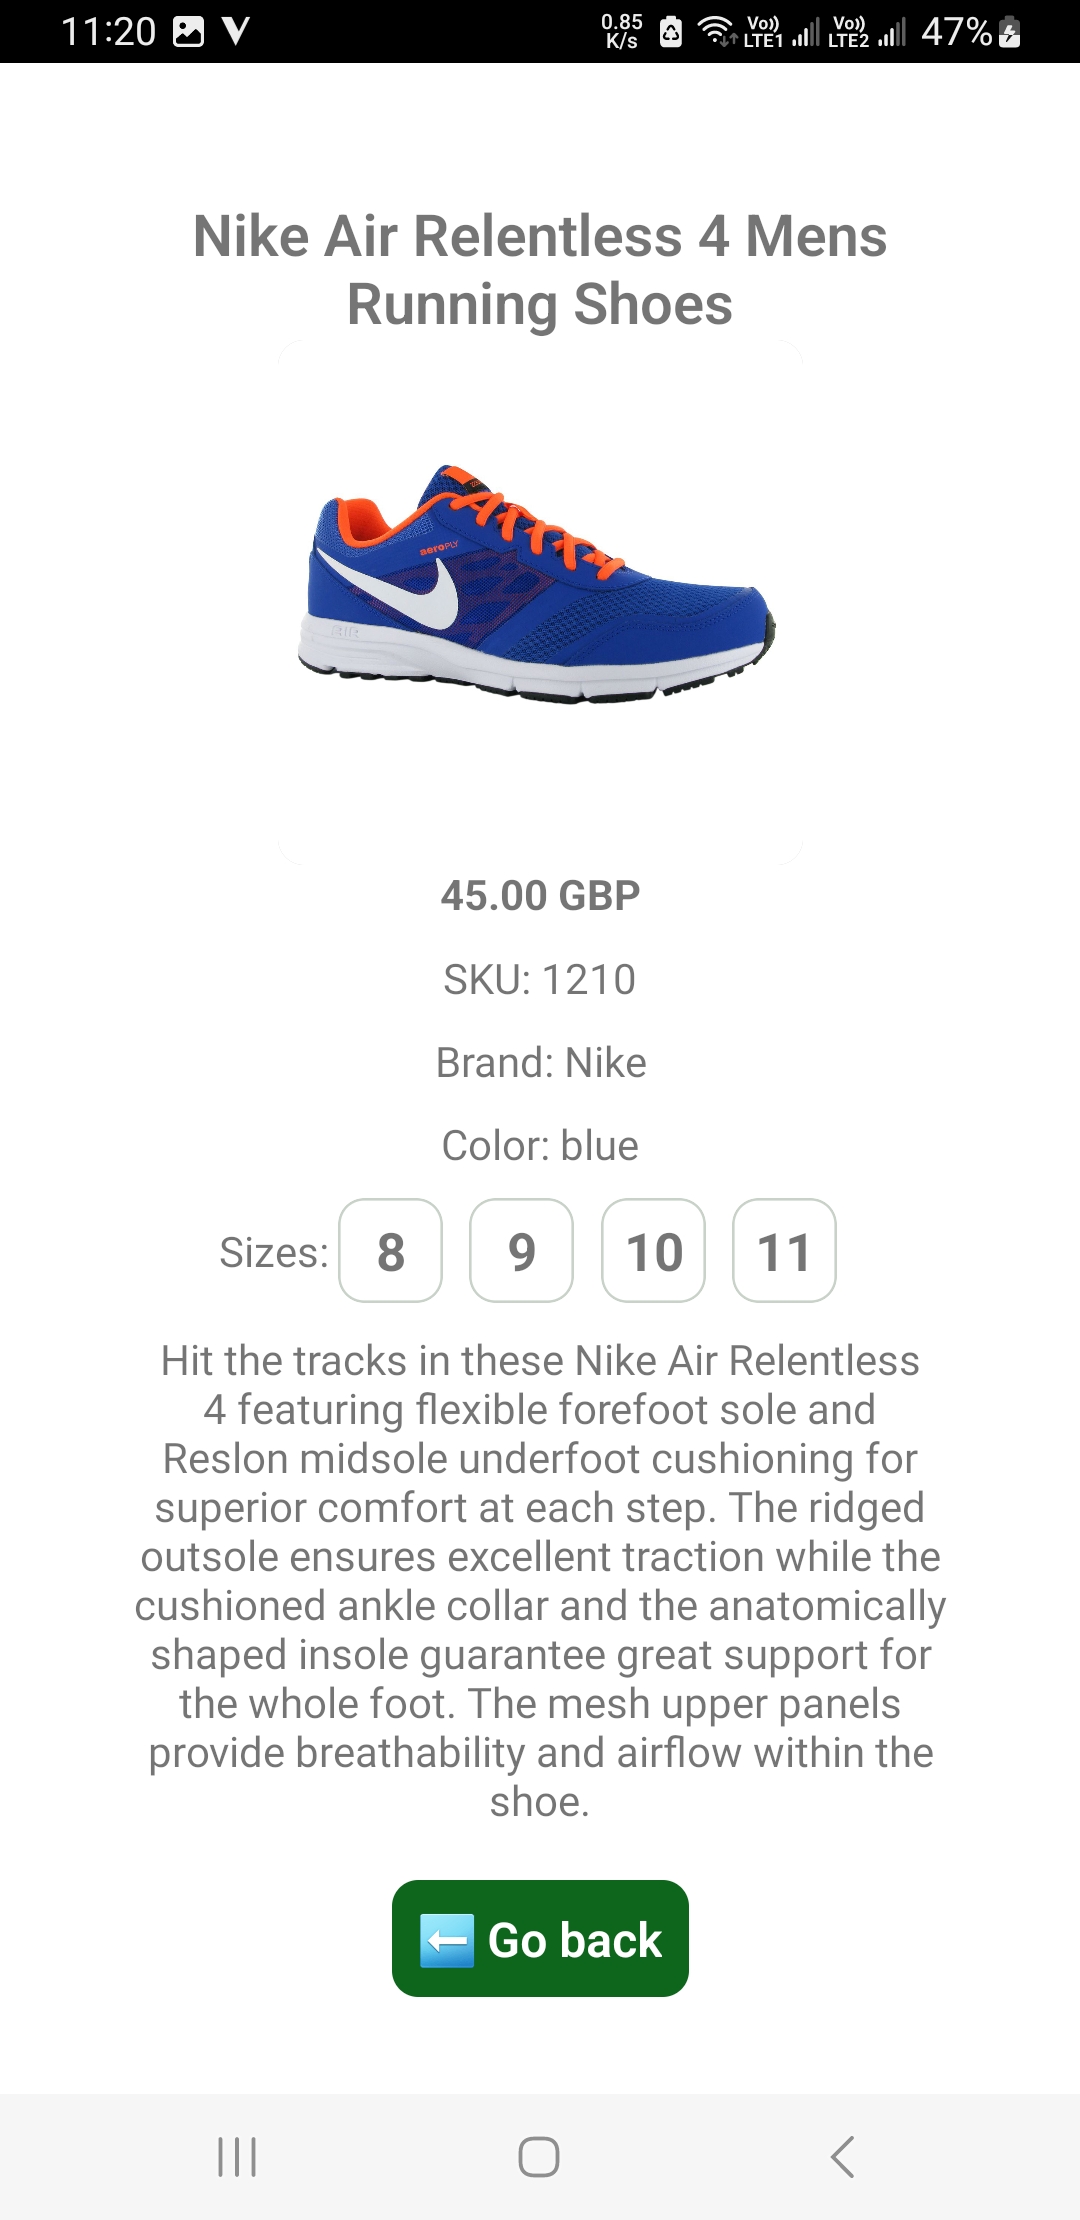 11:20
0.85
K/s
Vo))
LTE1
Vo))
LTE2
47%
Nike Air Relentless 4 Mens
Running Shoes
aeroPLY
AIR
45.00 GBP
SKU: 1210
Brand: Nike
Color: blue
Sizes: 8 9 10 11
Hit the tracks in these Nike Air Relentless
4 featuring flexible forefoot sole and
Reslon midsole underfoot cushioning for
superior comfort at each step. The ridged
outsole ensures excellent traction while the
cushioned ankle collar and the anatomically
shaped insole guarantee great support for
the whole foot. The mesh upper panels
provide breathability and airflow within the
shoe.
Go back